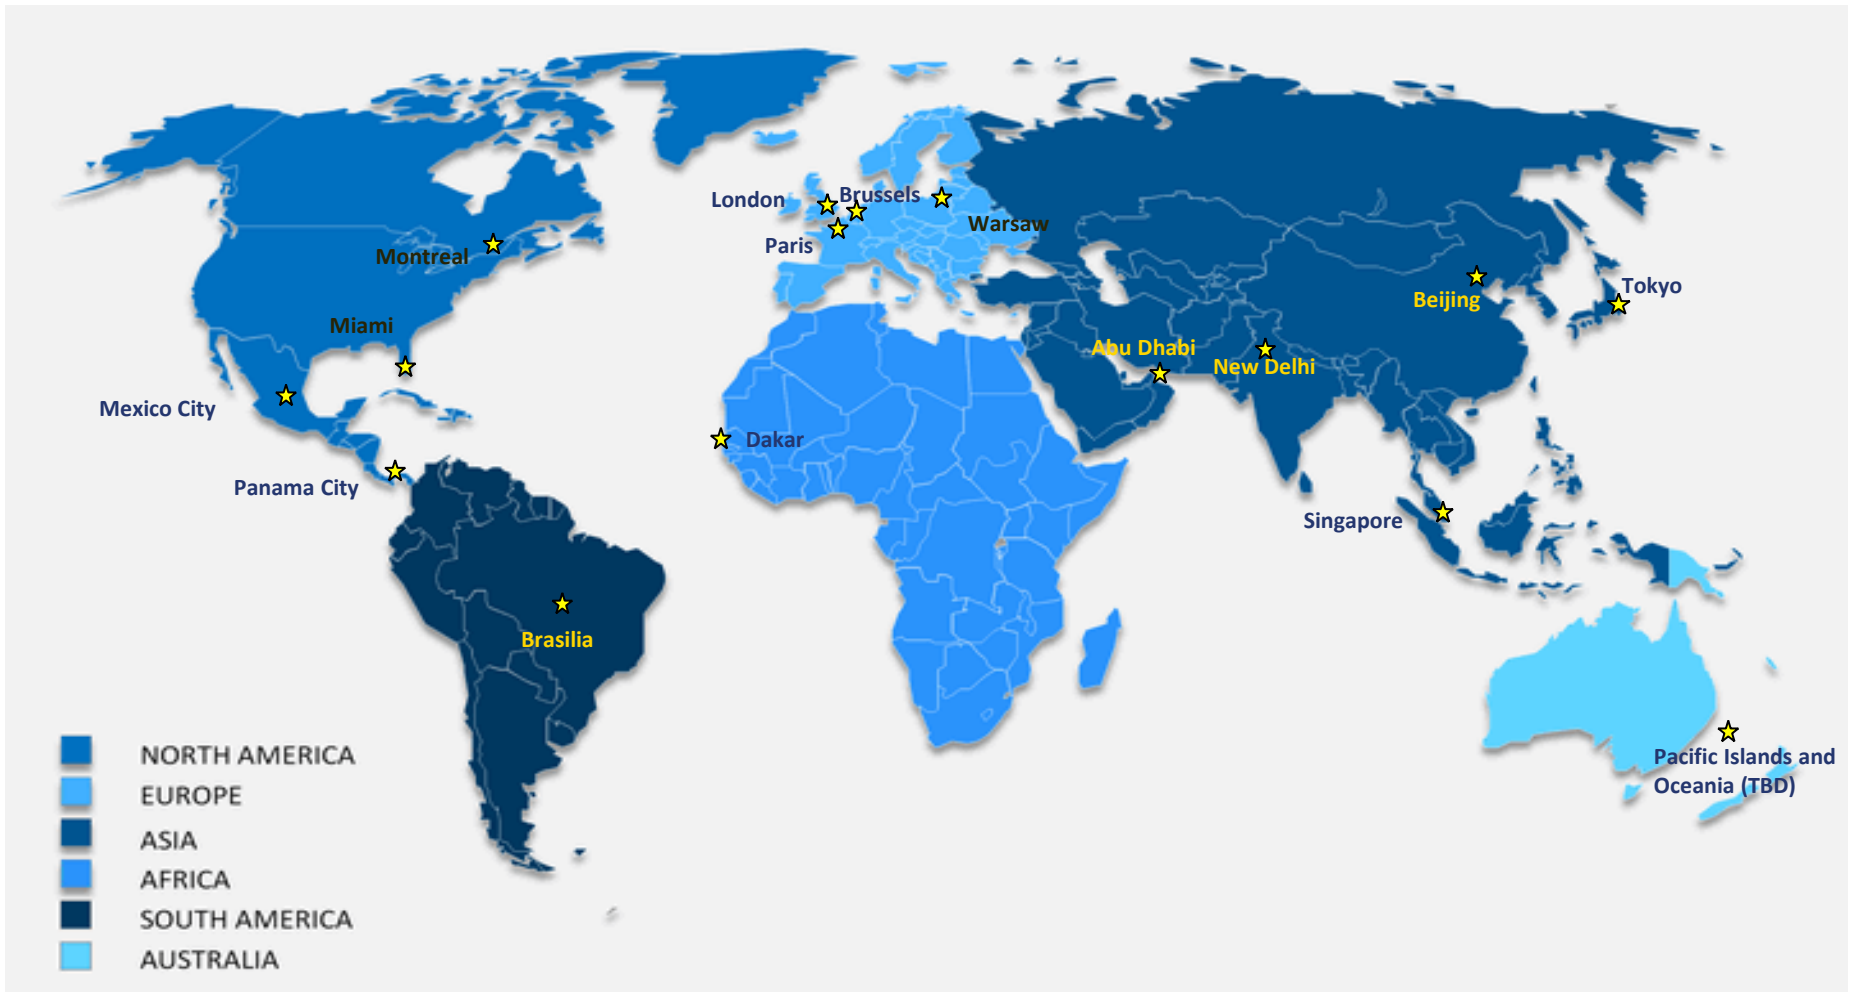 London
Brussels
Warsaw
Paris
Montreal
Tokyo
Beijing
Miami
Abu Dhabi
New Delhi
Mexico City
Dakar
Panama City
Singapore
Brasilia
Pacific Islands and
Oceania (TBD)
NORTH AMERICA
EUROPE
ASIA
AFRICA
SOUTH AMERICA
AUSTRALIA